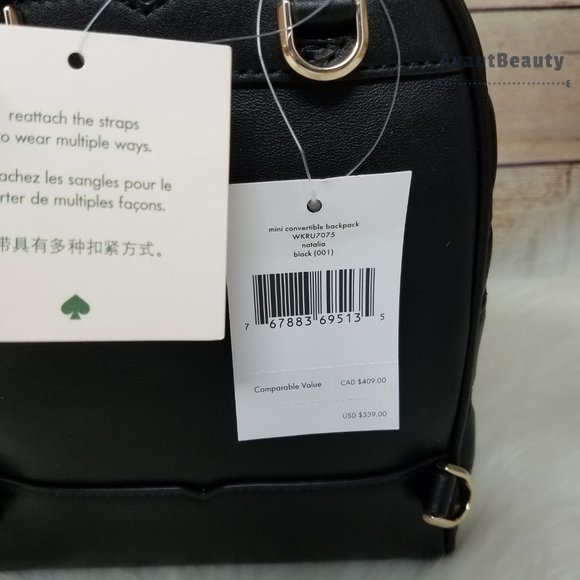 AvantBeauty
reattach the straps
to wear multiple ways.
achez les sangles pour le
rter de multiples façons.
带具有多种扣紧方式。
mini convertible backpack
WKRU7075
natalia
black (001)
7 67883 69513 5
Comparable Value CAD $409.00
USD $339.00